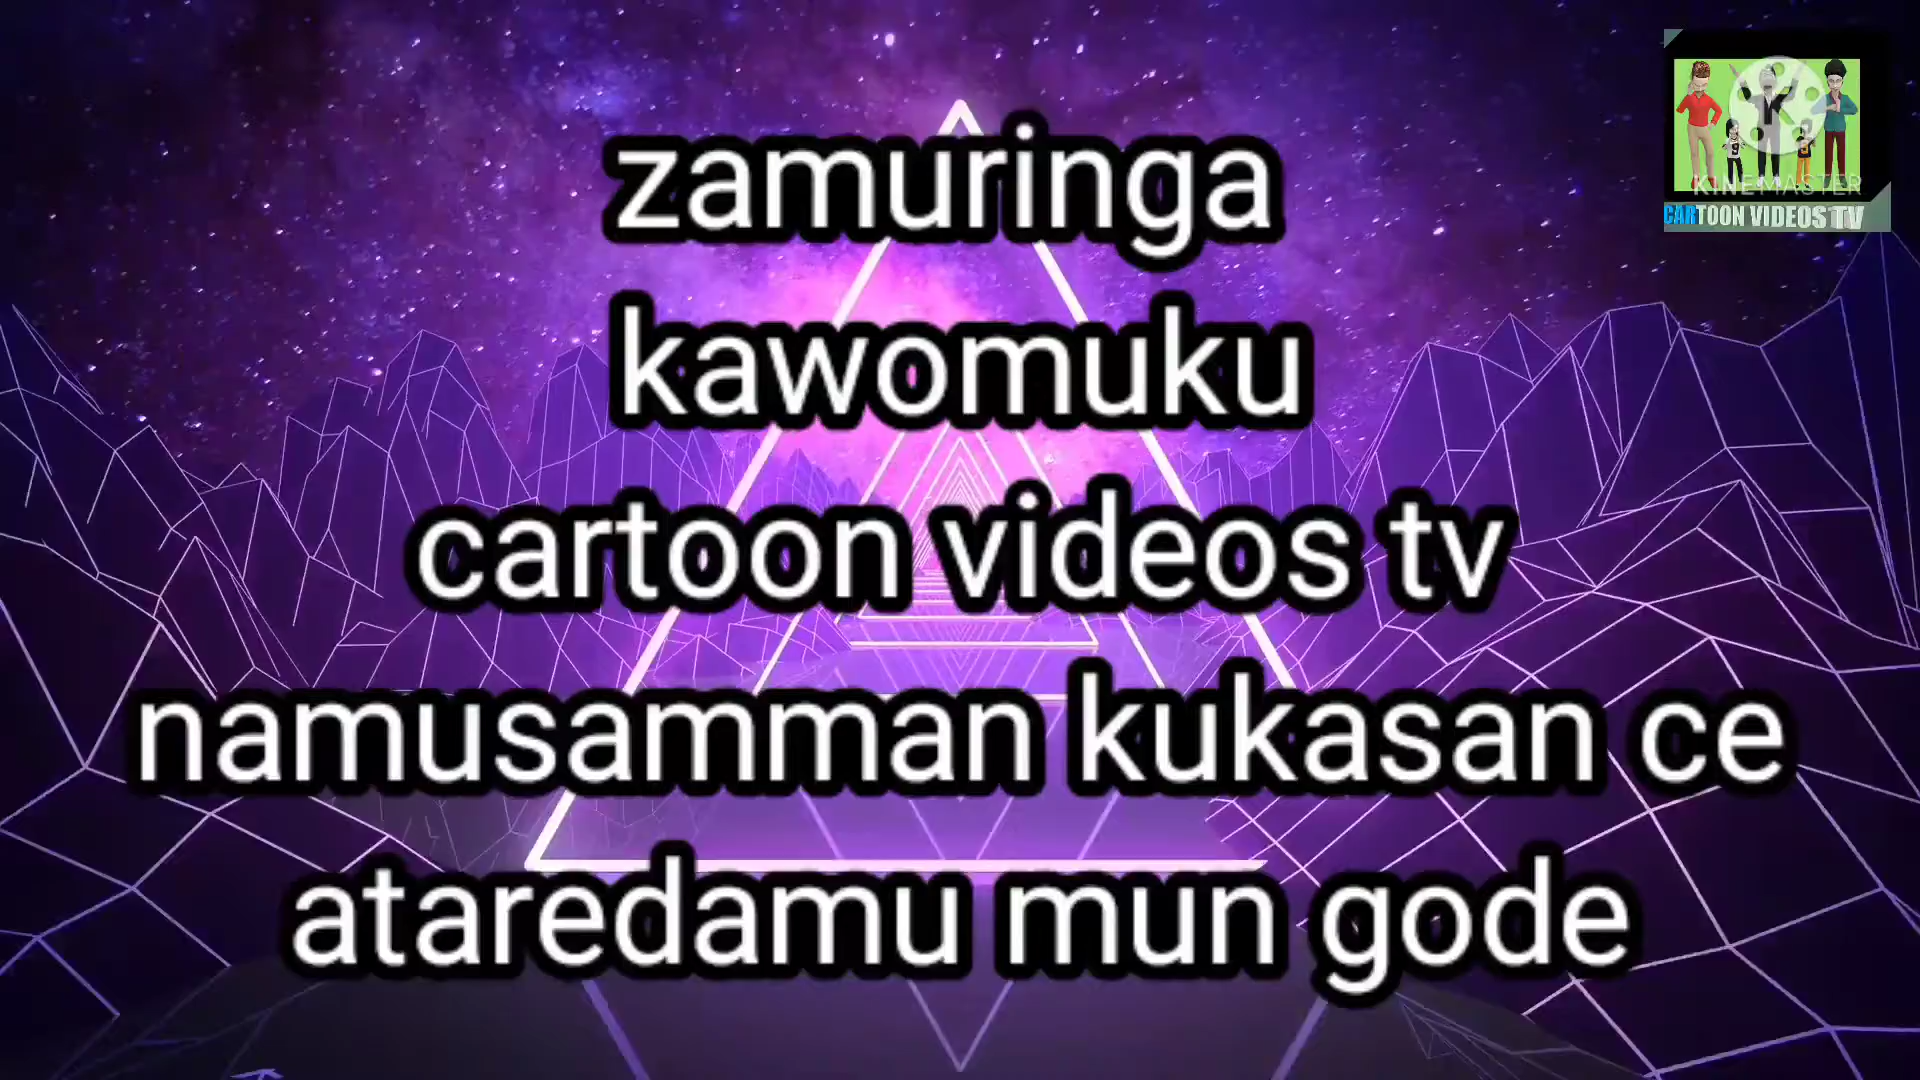 zamuringa
kawomuku
cartoon videos tv
namusamman kukasan ce
ataredamu mun gode
KINEMASTER
CARTOON VIDEOS TV